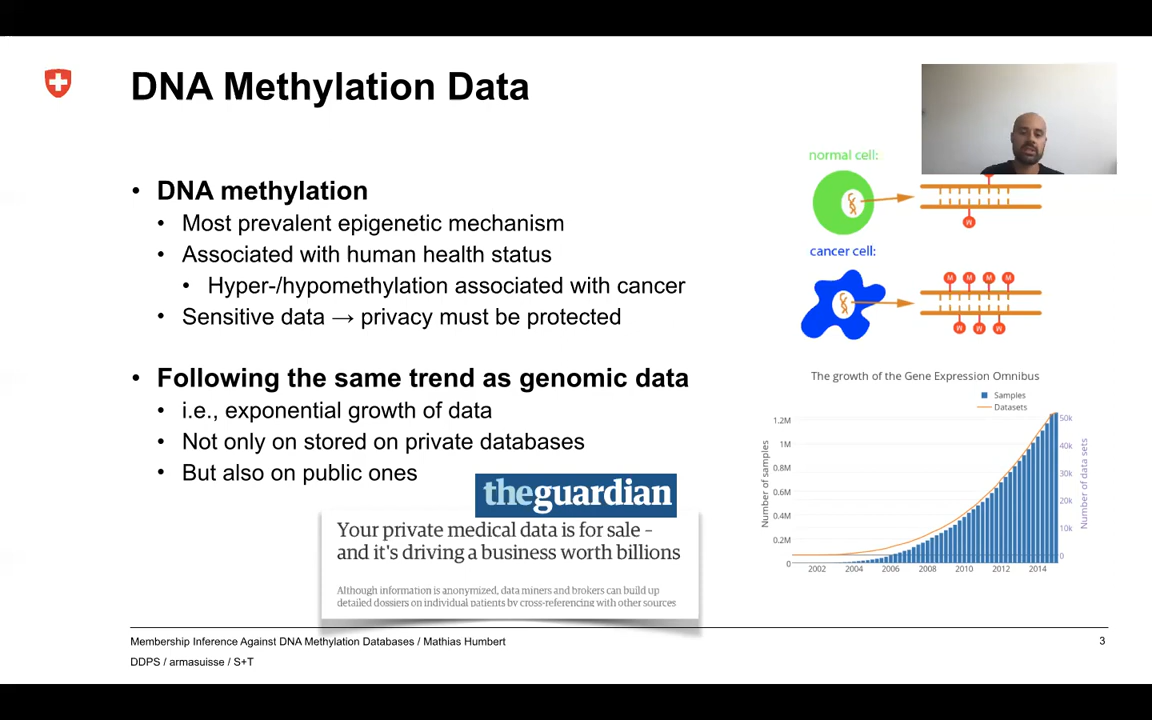 DNA Methylation Data
• DNA methylation
• Most prevalent epigenetic mechanism
• Associated with human health status
• Hyper-/hypomethylation associated with cancer
• Sensitive data → privacy must be protected
• Following the same trend as genomic data
• i.e., exponential growth of data
• Not only on stored on private databases
• But also on public ones
theguardian
Your private medical data is for sale –
and it's driving a business worth billions
Although information is anonymized, data miners and brokers can build up
detailed dossiers on individual patients by cross-referencing with other sources
normal cell:
M
cancer cell:
M M M M
M M M
The growth of the Gene Expression Omnibus
Samples
Datasets
Number of samples
1.2M
1M
0.8M
0.6M
0.4M
0.2M
0
50k
40k
30k
20k
10k
0
Number of data sets
2002 2004 2006 2008 2010 2012 2014
Membership Inference Against DNA Methylation Databases / Mathias Humbert
3
DDPS / armasuisse / S+T